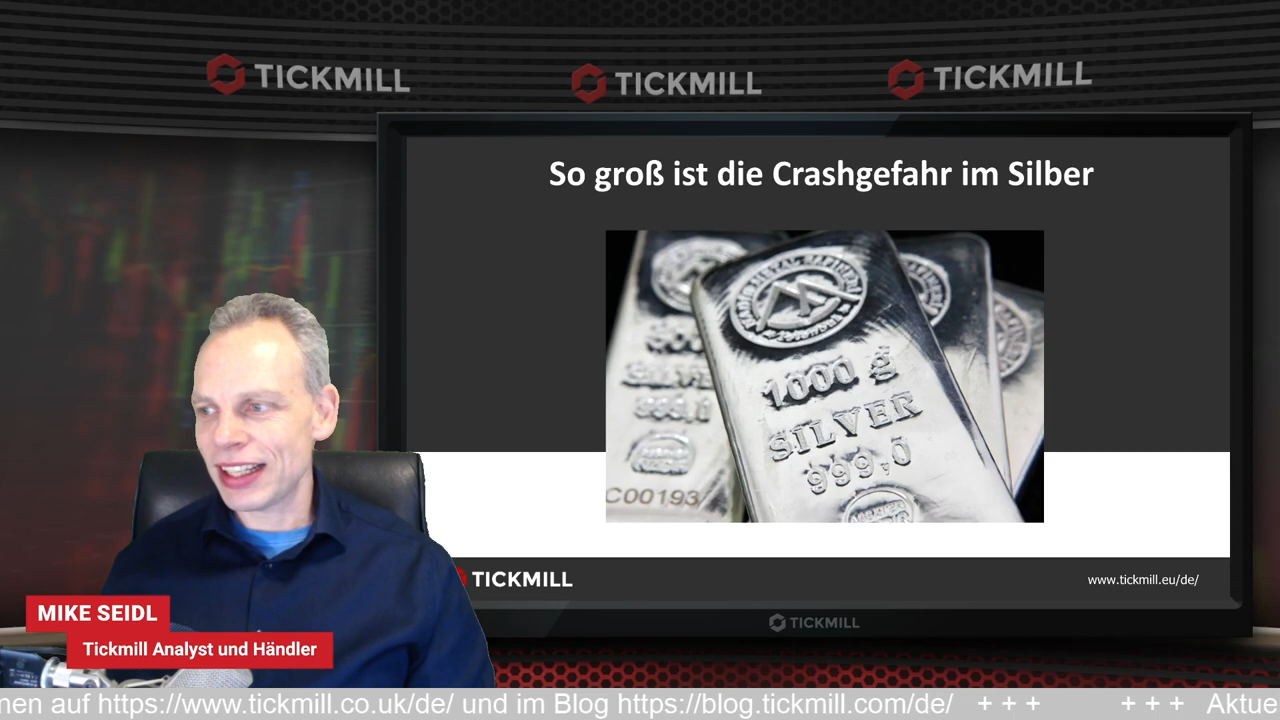 TICKMILL
TICKMILL
TICKMILL
So groß ist die Crashgefahr im Silber
1000 g
SILVER
999,0
C00193
TICKMILL
www.tickmill.eu/de/
TICKMILL
MIKE SEIDL
Tickmill Analyst und Händler
men auf https://www.tickmill.co.uk/de/ und im Blog https://blog.tickmill.com/de/ +++ +++ Aktue